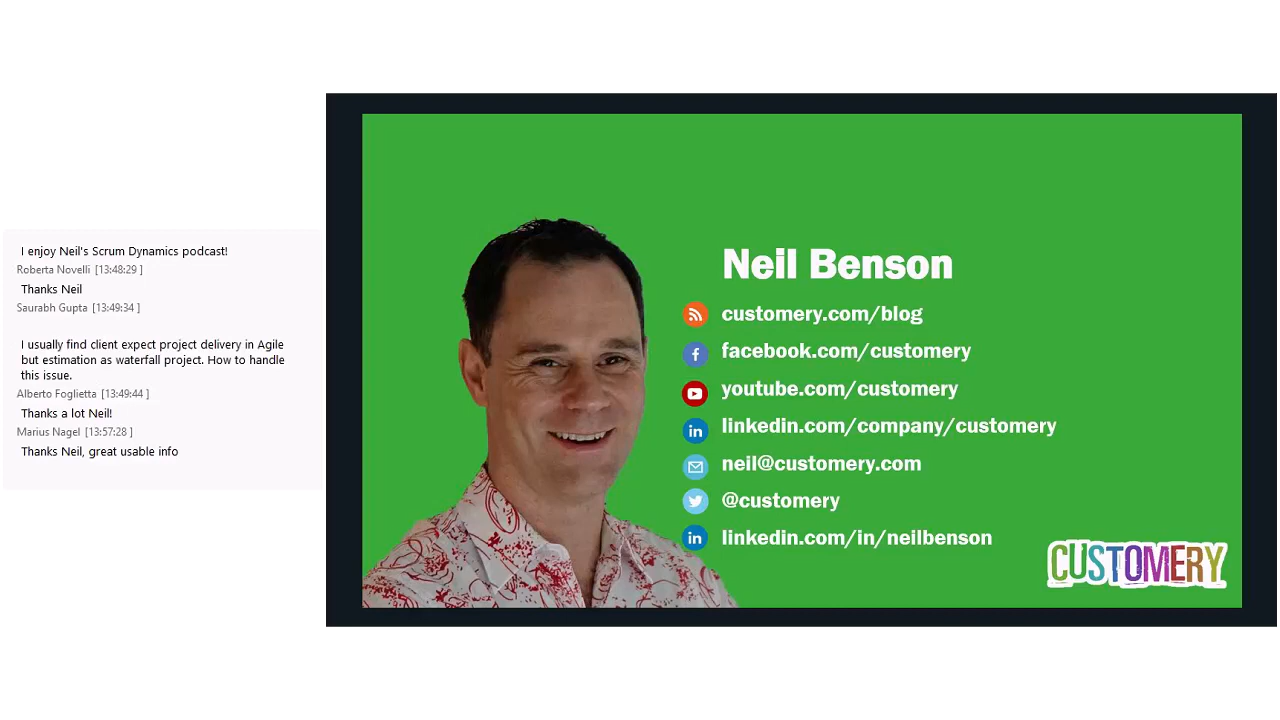 I enjoy Neil's Scrum Dynamics podcast!
Roberta Novelli [13:48:29 ]
Thanks Neil
Saurabh Gupta [13:49:34 ]
I usually find client expect project delivery in Agile
but estimation as waterfall project. How to handle
this issue.
Alberto Foglietta [13:49:44 ]
Thanks a lot Neil!
Marius Nagel [13:57:28 ]
Thanks Neil, great usable info
Neil Benson
customery.com/blog
facebook.com/customery
youtube.com/customery
linkedin.com/company/customery
neil@customery.com
@customery
linkedin.com/in/neilbenson
CUSTOMERY